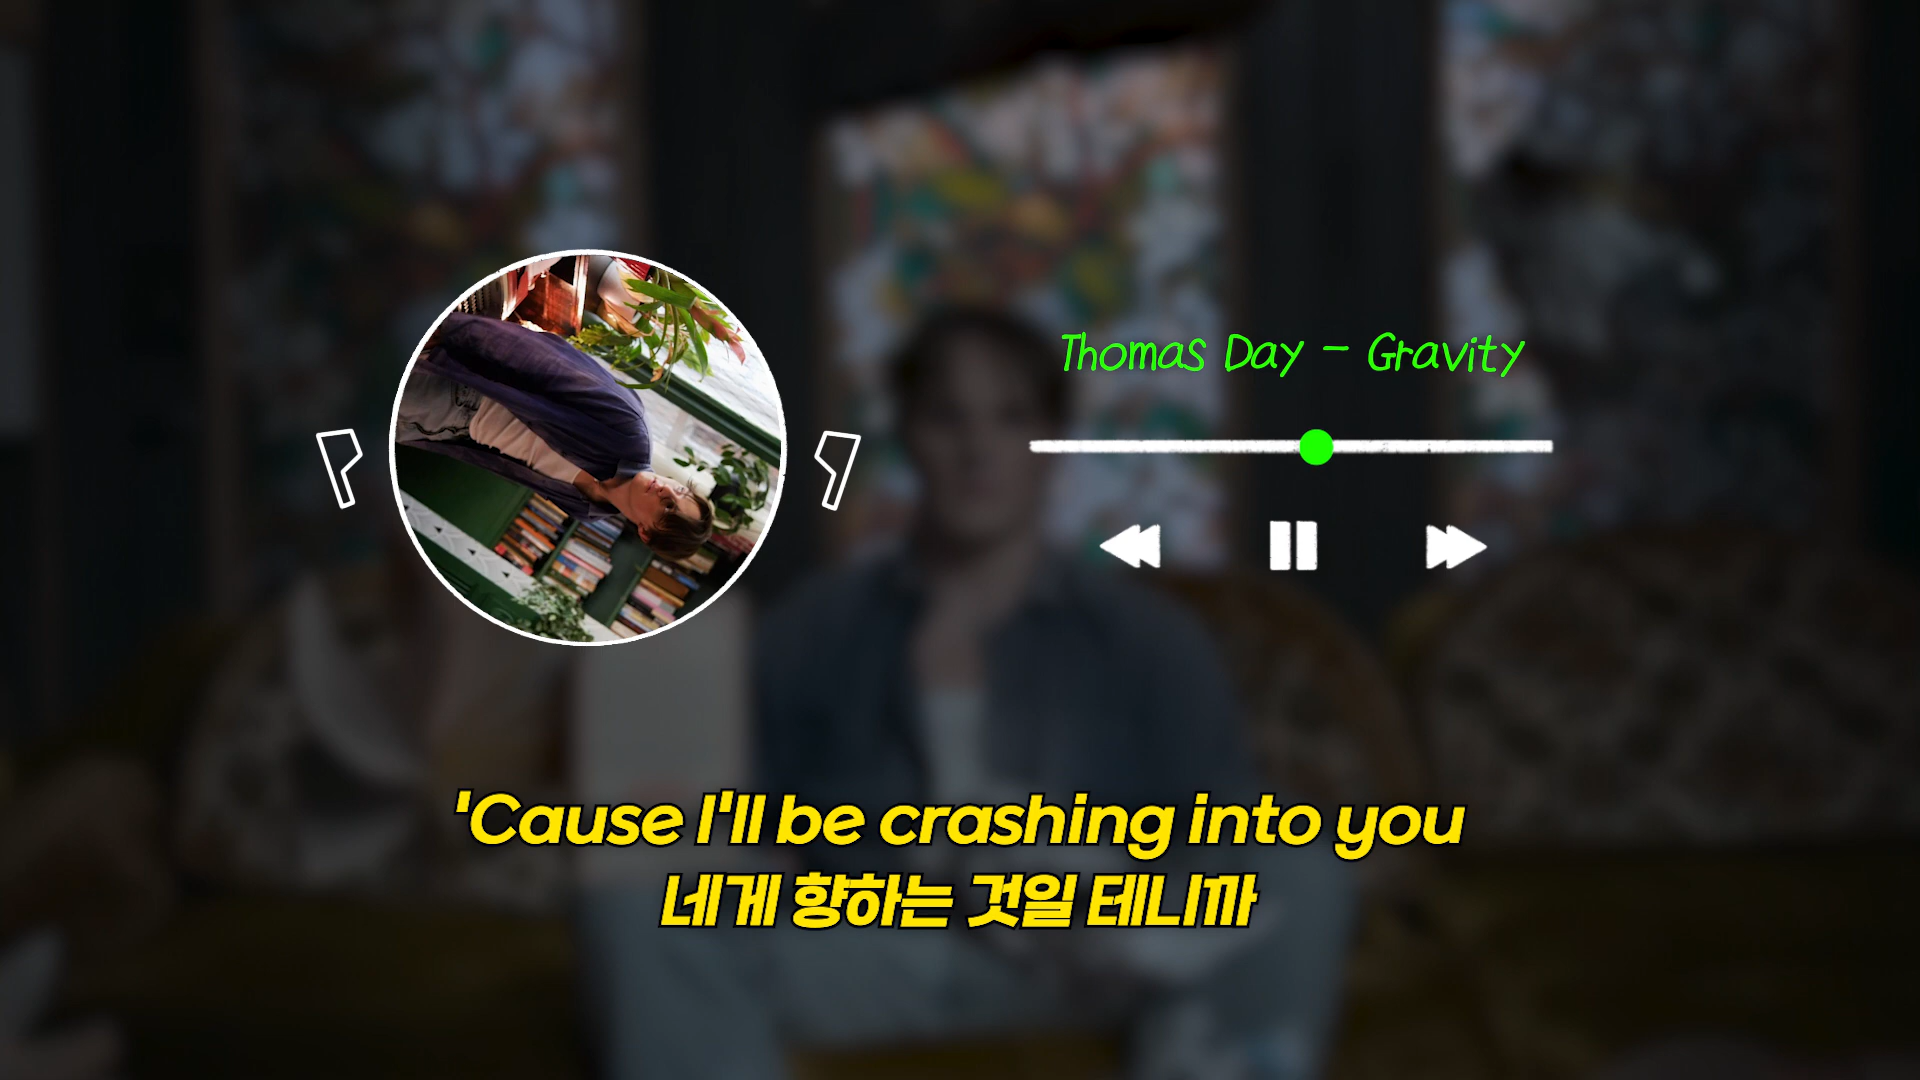 Thomas Day - Gravity
'Cause I'll be crashing into you
네게 향하는 것일 테니까